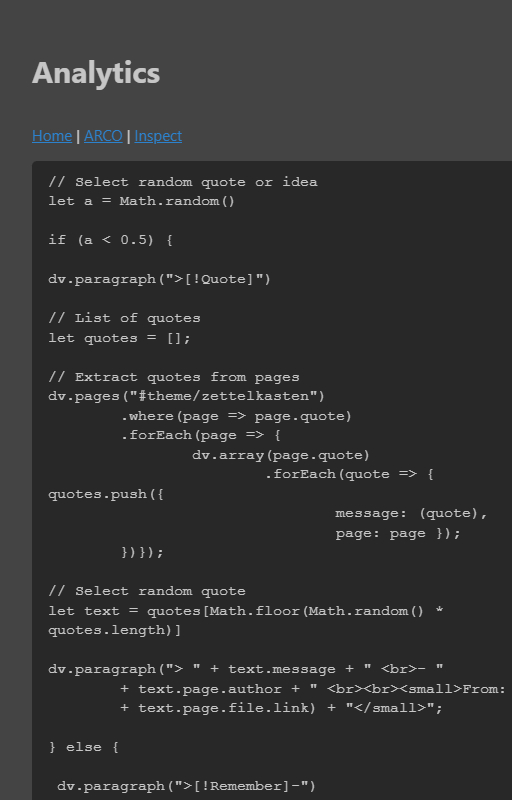 Analytics
Home | ARCO | Inspect
// Select random quote or idea
let a = Math.random()
if (a < 0.5) {
dv.paragraph(">[!Quote]")
// List of quotes
let quotes = [];
// Extract quotes from pages
dv.pages("#theme/zettelkasten")
.where(page => page.quote)
.forEach(page => {
dv.array(page.quote)
.forEach(quote => {
quotes.push({
message: (quote),
page: page });
})});
// Select random quote
let text = quotes[Math.floor(Math.random() *
quotes.length)]
dv.paragraph("> " + text.message + " <br>- "
+ text.page.author + " <br><br><small>From:
+ text.page.file.link) + "</small>";
} else {
dv.paragraph(">[!Remember]-")